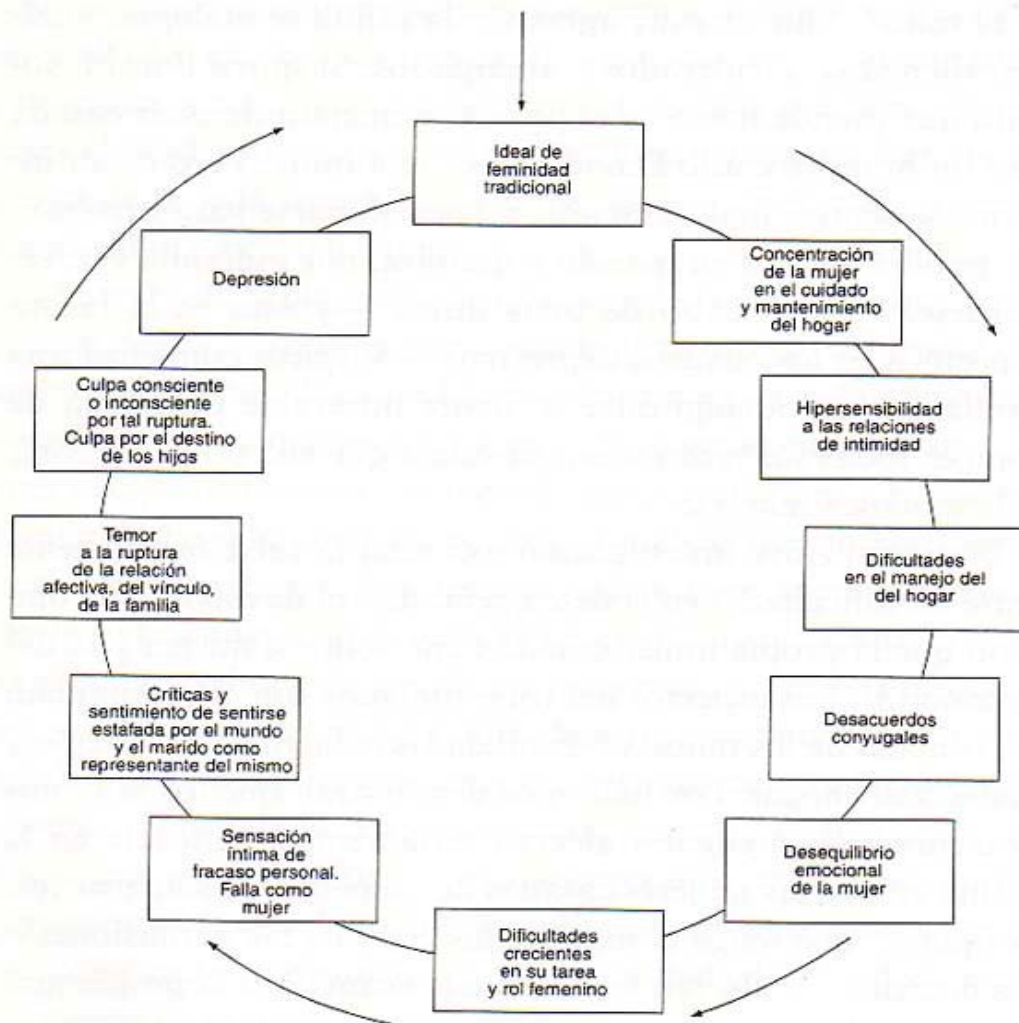 Ideal de
feminidad
tradicional
Concentración
de la mujer
en el cuidado
y mantenimiento
del hogar
Hipersensibilidad
a las relaciones
de intimidad
Dificultades
en el manejo del
hogar
Desacuerdos
conyugales
Desequilibrio
emocional
de la mujer
Dificultades
crecientes
en su tarea
y rol femenino
Sensación
íntima de
fracaso personal.
Falla como
mujer
Críticas y
sentimiento de sentirse
estafada por el mundo
y el marido como
representante del mismo
Temor
a la ruptura
de la relación
afectiva, del vínculo,
de la familia
Culpa consciente
o inconsciente
por tal ruptura.
Culpa por el destino
de los hijos
Depresión